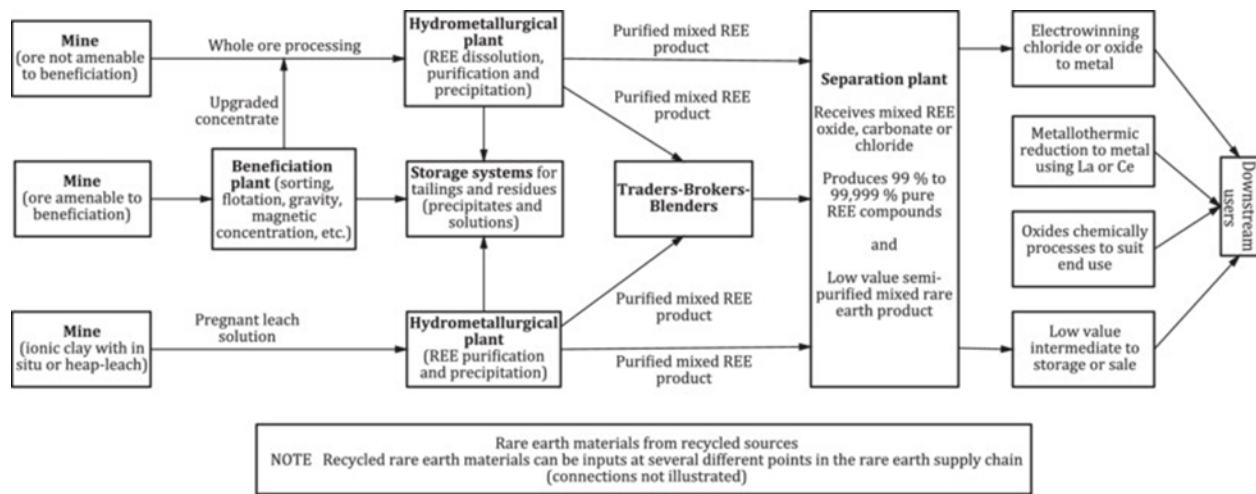 Mine
(ore not amenable
to beneficiation)
Whole ore processing
Upgraded
concentrate
Hydrometallurgical
plant
(REE dissolution,
purification and
precipitation)
Purified mixed REE
product
Purified mixed REE
product
Mine
(ore amenable to
beneficiation)
Beneficiation
plant (sorting,
flotation, gravity,
magnetic
concentration, etc.)
Storage systems for
tailings and residues
(precipitates and
solutions)
Traders-Brokers-
Blenders
Mine
(ionic clay with in
situ or heap-leach)
Pregnant leach
solution
Hydrometallurgical
plant
(REE purification
and precipitation)
Purified mixed REE
product
Purified mixed REE
product
Separation plant
Receives mixed REE
oxide, carbonate or
chloride
Produces 99 % to
99,999 % pure
REE compounds
and
Low value semi-
purified mixed rare
earth product
Electrowinning
chloride or oxide
to metal
Metallothermic
reduction to metal
using La or Ce
Oxides chemically
processes to suit
end use
Low value
intermediate to
storage or sale
Downstream
users
Rare earth materials from recycled sources
NOTE Recycled rare earth materials can be inputs at several different points in the rare earth supply chain
(connections not illustrated)